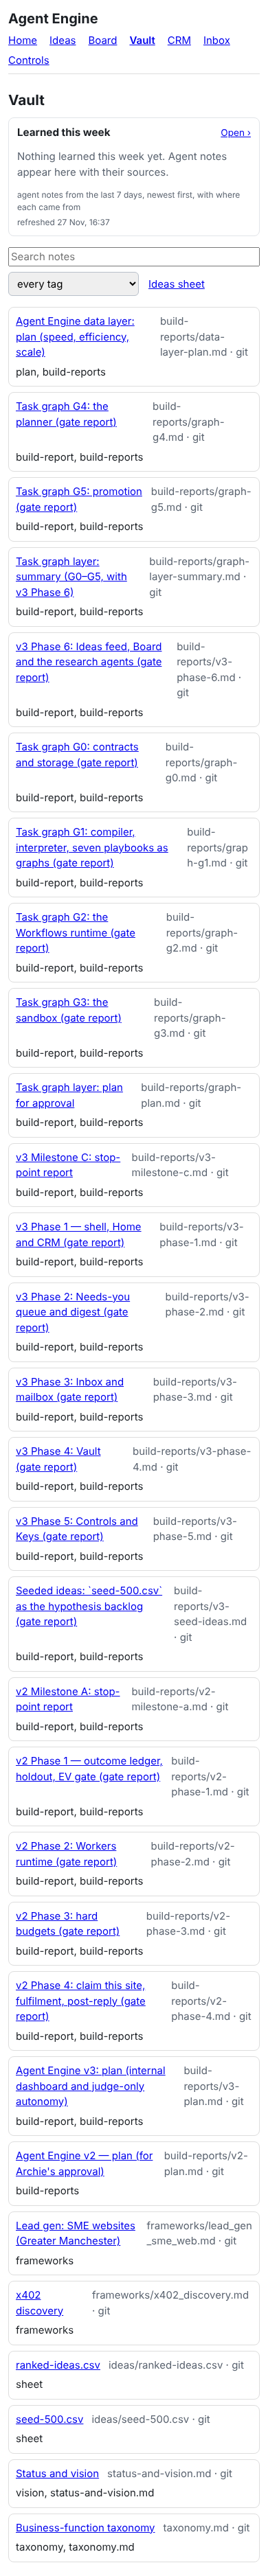 Agent Engine
Home Ideas Board Vault CRM Inbox
Controls
Vault
Learned this week Open ›
Nothing learned this week yet. Agent notes
appear here with their sources.
agent notes from the last 7 days, newest first, with where
each came from
refreshed 27 Nov, 16:37
Search notes
every tag Ideas sheet
Agent Engine data layer:
plan (speed, efficiency,
scale)
build-
reports/data-
layer-plan.md · git
plan, build-reports
Task graph G4: the
planner (gate report)
build-
reports/graph-
g4.md · git
build-report, build-reports
Task graph G5: promotion
(gate report)
build-reports/graph-
g5.md · git
build-report, build-reports
Task graph layer:
summary (G0–G5, with
v3 Phase 6)
build-reports/graph-
layer-summary.md ·
git
build-report, build-reports
v3 Phase 6: Ideas feed, Board
and the research agents (gate
report)
build-
reports/v3-
phase-6.md ·
git
build-report, build-reports
Task graph G0: contracts
and storage (gate report)
build-
reports/graph-
g0.md · git
build-report, build-reports
Task graph G1: compiler,
interpreter, seven playbooks as
graphs (gate report)
build-
reports/grap
h-g1.md · git
build-report, build-reports
Task graph G2: the
Workflows runtime (gate
report)
build-
reports/graph-
g2.md · git
build-report, build-reports
Task graph G3: the
sandbox (gate report)
build-
reports/graph-
g3.md · git
build-report, build-reports
Task graph layer: plan
for approval
build-reports/graph-
plan.md · git
build-report, build-reports
v3 Milestone C: stop-
point report
build-reports/v3-
milestone-c.md · git
build-report, build-reports
v3 Phase 1 — shell, Home
and CRM (gate report)
build-reports/v3-
phase-1.md · git
build-report, build-reports
v3 Phase 2: Needs-you
queue and digest (gate
report)
build-reports/v3-
phase-2.md · git
build-report, build-reports
v3 Phase 3: Inbox and
mailbox (gate report)
build-reports/v3-
phase-3.md · git
build-report, build-reports
v3 Phase 4: Vault
(gate report)
build-reports/v3-phase-
4.md · git
build-report, build-reports
v3 Phase 5: Controls and
Keys (gate report)
build-reports/v3-
phase-5.md · git
build-report, build-reports
Seeded ideas: `seed-500.csv`
as the hypothesis backlog
(gate report)
build-
reports/v3-
seed-ideas.md
· git
build-report, build-reports
v2 Milestone A: stop-
point report
build-reports/v2-
milestone-a.md · git
build-report, build-reports
v2 Phase 1 — outcome ledger,
holdout, EV gate (gate report)
build-
reports/v2-
phase-1.md · git
build-report, build-reports
v2 Phase 2: Workers
runtime (gate report)
build-reports/v2-
phase-2.md · git
build-report, build-reports
v2 Phase 3: hard
budgets (gate report)
build-reports/v2-
phase-3.md · git
build-report, build-reports
v2 Phase 4: claim this site,
fulfilment, post-reply (gate
report)
build-
reports/v2-
phase-4.md · git
build-report, build-reports
Agent Engine v3: plan (internal
dashboard and judge-only
autonomy)
build-
reports/v3-
plan.md · git
build-report, build-reports
Agent Engine v2 — plan (for
Archie's approval)
build-reports/v2-
plan.md · git
build-reports
Lead gen: SME websites
(Greater Manchester)
frameworks/lead_gen
_sme_web.md · git
frameworks
x402
discovery
frameworks/x402_discovery.md
· git
frameworks
ranked-ideas.csv ideas/ranked-ideas.csv · git
sheet
seed-500.csv ideas/seed-500.csv · git
sheet
Status and vision status-and-vision.md · git
vision, status-and-vision.md
Business-function taxonomy taxonomy.md · git
taxonomy, taxonomy.md